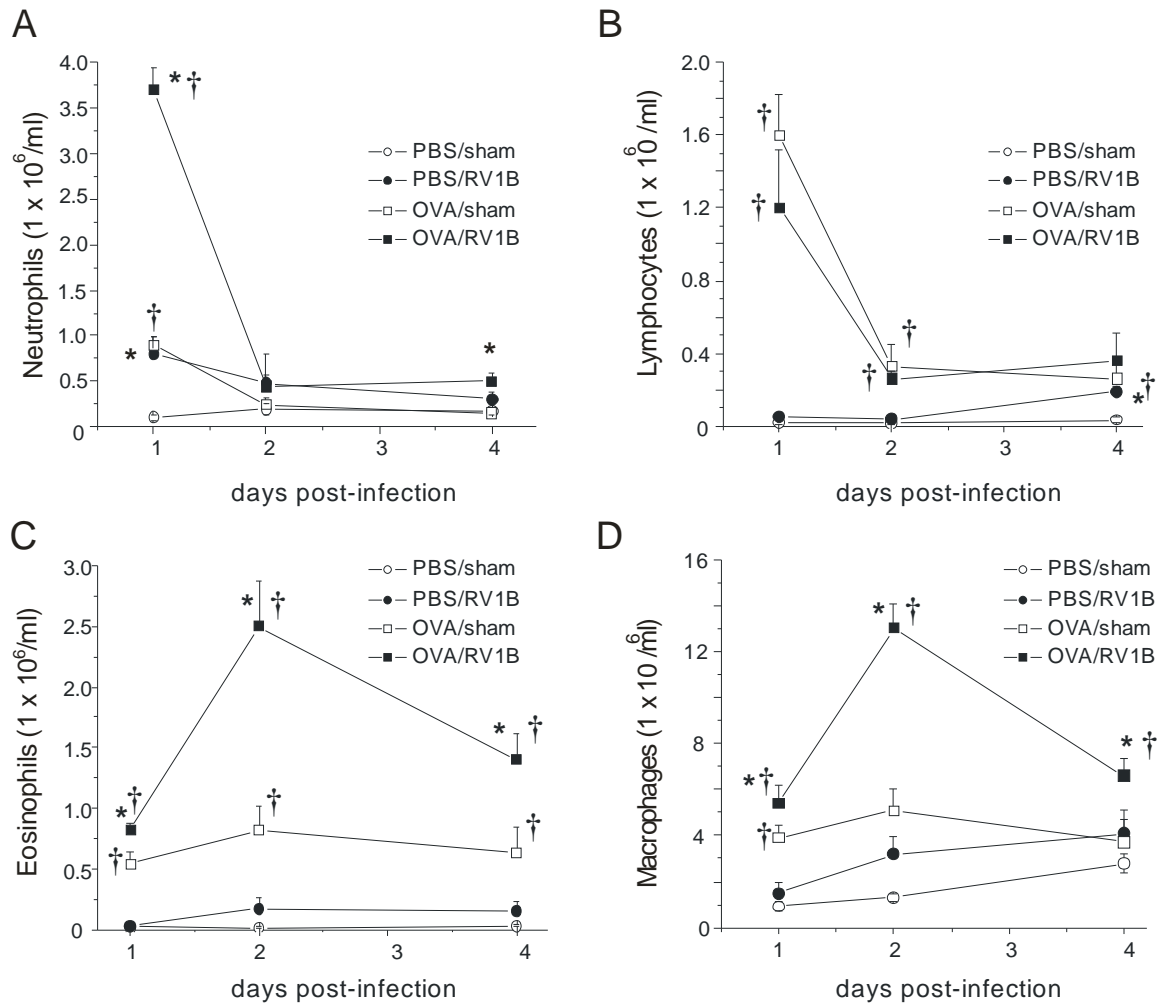 A
Neutrophils (1 x 10⁶/ml)
4.0
3.5
3.0
2.5
2.0
1.5
1.0
0.5
0
* †
†
*
*
PBS/sham
PBS/RV1B
OVA/sham
OVA/RV1B
1 2 3 4
days post-infection
B
Lymphocytes (1 x 10⁶/ml)
2.0
1.6
1.2
0.8
0.4
0
†
†
†
†
*†
PBS/sham
PBS/RV1B
OVA/sham
OVA/RV1B
1 2 3 4
days post-infection
C
Eosinophils (1 x 10⁶/ml)
3.0
2.5
2.0
1.5
1.0
0.5
0
* †
* †
*†
†
†
†
PBS/sham
PBS/RV1B
OVA/sham
OVA/RV1B
1 2 3 4
days post-infection
D
Macrophages (1 x 10⁶/ml)
16
12
8
4
0
*†
* †
*†
†
PBS/sham
PBS/RV1B
OVA/sham
OVA/RV1B
1 2 3 4
days post-infection